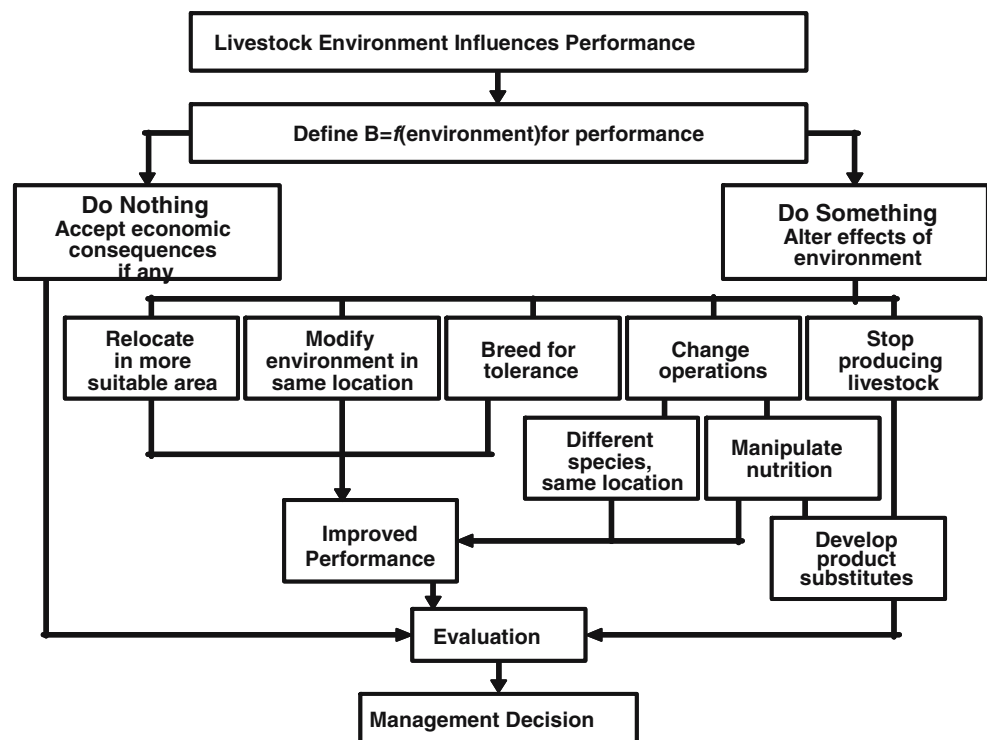 Livestock Environment Influences Performance
Define B=f(environment)for performance
Do Nothing
Accept economic
consequences
if any
Do Something
Alter effects of
environment
Relocate
in more
suitable area
Modify
environment in
same location
Breed for
tolerance
Change
operations
Stop
producing
livestock
Different
species,
same location
Manipulate
nutrition
Improved
Performance
Develop
product
substitutes
Evaluation
Management Decision